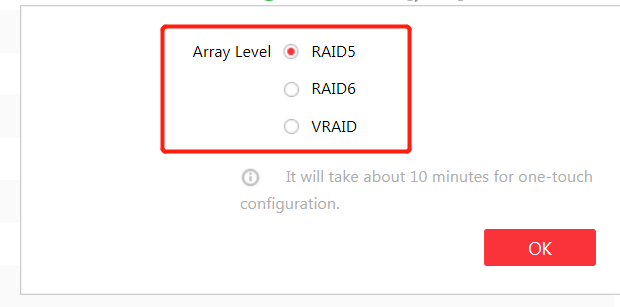 Array Level RAID5
RAID6
VRAID
It will take about 10 minutes for one-touch
configuration.
OK